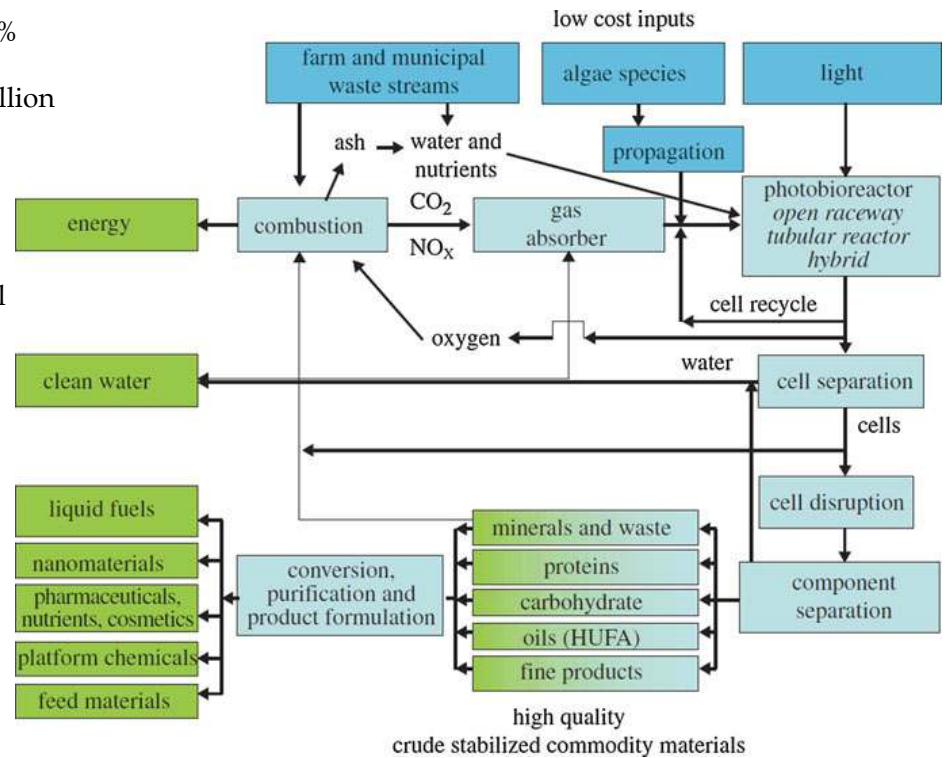 %
llion
l
low cost inputs
farm and municipal
waste streams
algae species
light
ash
water and
nutrients
propagation
energy
combustion
CO₂
NOₓ
gas
absorber
photobioreactor
open raceway
tubular reactor
hybrid
cell recycle
oxygen
water
clean water
cell separation
cells
liquid fuels
nanomaterials
pharmaceuticals,
nutrients, cosmetics
platform chemicals
feed materials
conversion,
purification and
product formulation
minerals and waste
proteins
carbohydrate
oils (HUFA)
fine products
cell disruption
component
separation
high quality
crude stabilized commodity materials